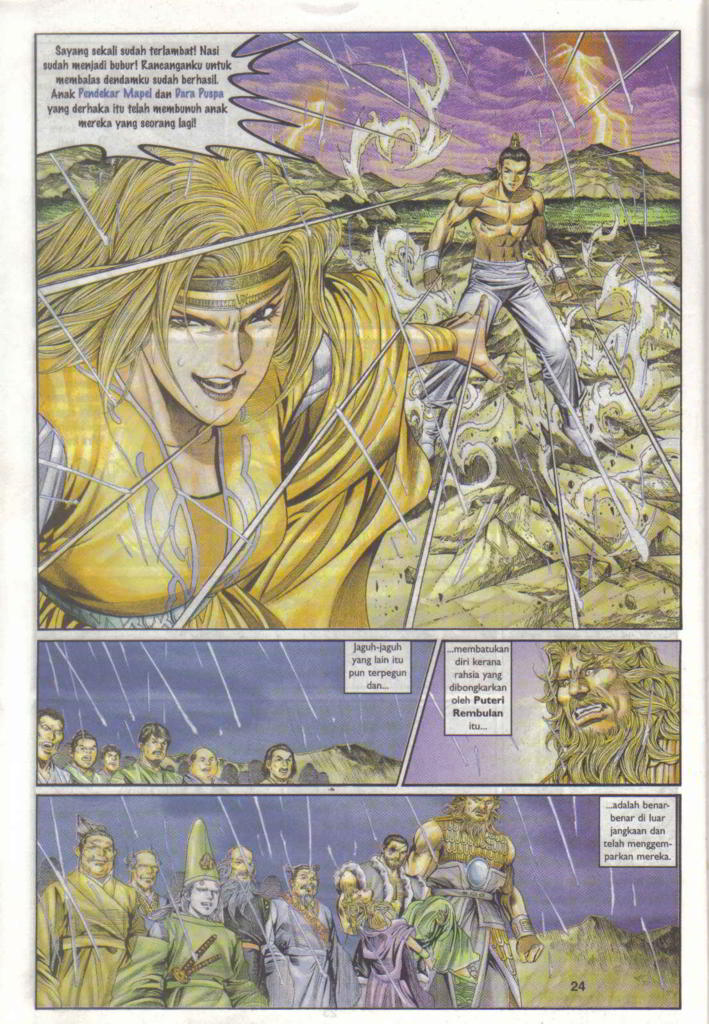 Sayang sekali sudah terlambat! Nasi
sudah menjadi bubur! Rancanganku untuk
membalas dendamku sudah berhasil.
Anak Pendekar Mapel dan Dara Puspa
yang derhaka itu telah membunuh anak
mereka yang seorang lagi!
Jaguh-jaguh
yang lain itu
pun terpegun
dan...
...membatukan
diri kerana
rahsia yang
dibongkarkan
oleh Puteri
Rembulan
itu...
...adalah benar-
benar di luar
jangkaan dan
telah menggem-
parkan mereka.
24